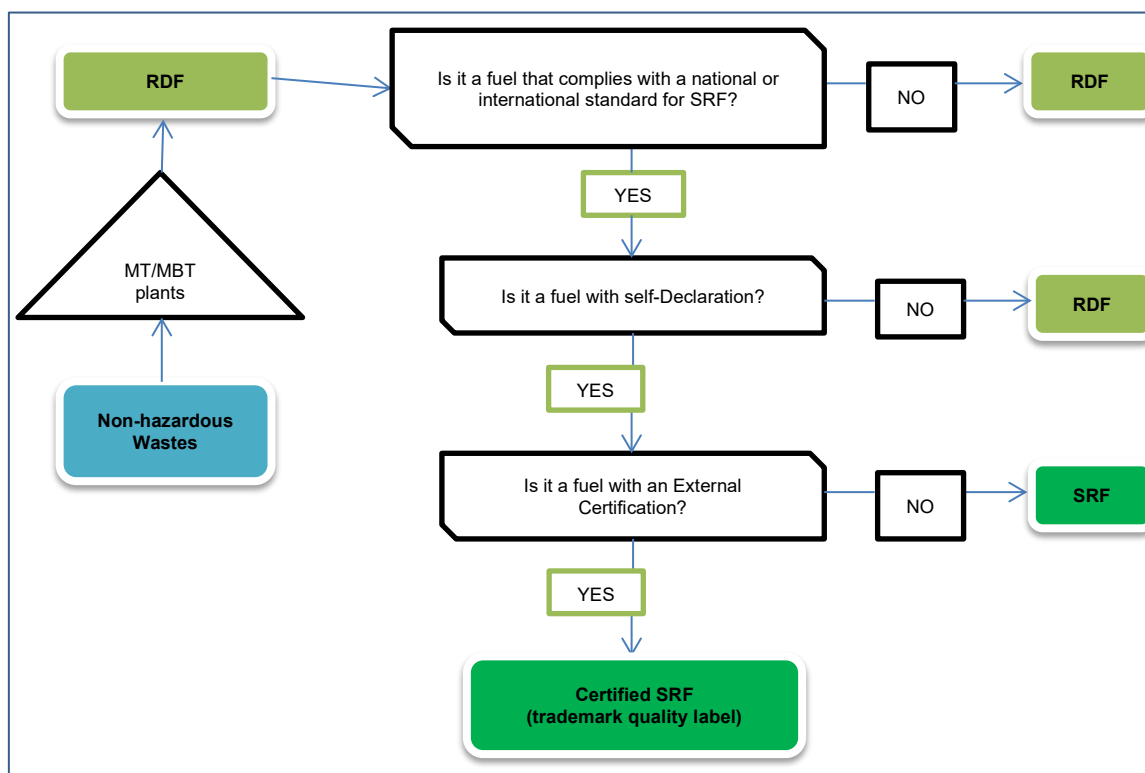 RDF
Is it a fuel that complies with a national or
international standard for SRF?
NO
RDF
YES
MT/MBT
plants
Is it a fuel with self-Declaration?
NO
RDF
YES
Non-hazardous
Wastes
Is it a fuel with an External
Certification?
NO
SRF
YES
Certified SRF
(trademark quality label)